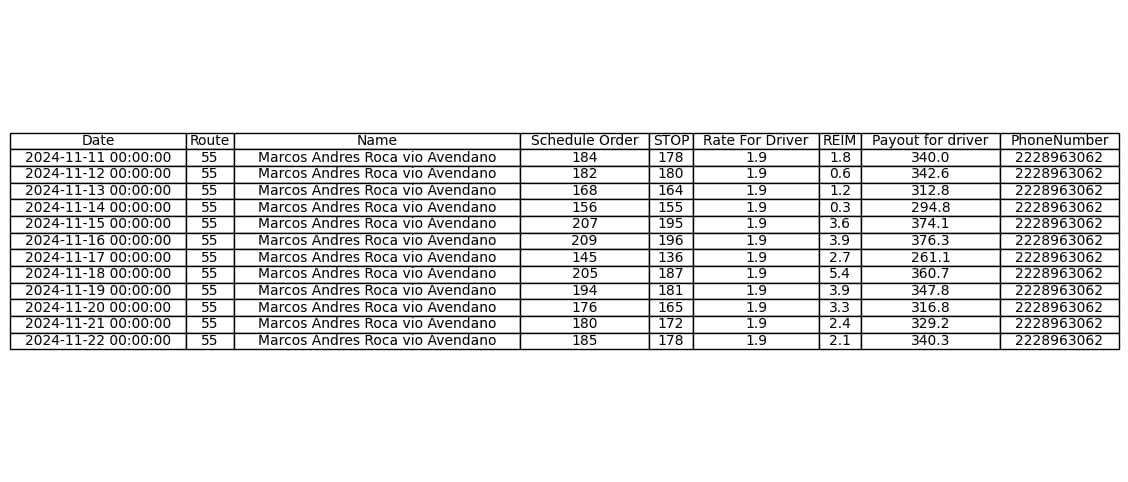 Date Route Name Schedule Order STOP Rate For Driver REIM Payout for driver PhoneNumber
2024-11-11 00:00:00 55 Marcos Andres Roca vio Avendano 184 178 1.9 1.8 340.0 2228963062
2024-11-12 00:00:00 55 Marcos Andres Roca vio Avendano 182 180 1.9 0.6 342.6 2228963062
2024-11-13 00:00:00 55 Marcos Andres Roca vio Avendano 168 164 1.9 1.2 312.8 2228963062
2024-11-14 00:00:00 55 Marcos Andres Roca vio Avendano 156 155 1.9 0.3 294.8 2228963062
2024-11-15 00:00:00 55 Marcos Andres Roca vio Avendano 207 195 1.9 3.6 374.1 2228963062
2024-11-16 00:00:00 55 Marcos Andres Roca vio Avendano 209 196 1.9 3.9 376.3 2228963062
2024-11-17 00:00:00 55 Marcos Andres Roca vio Avendano 145 136 1.9 2.7 261.1 2228963062
2024-11-18 00:00:00 55 Marcos Andres Roca vio Avendano 205 187 1.9 5.4 360.7 2228963062
2024-11-19 00:00:00 55 Marcos Andres Roca vio Avendano 194 181 1.9 3.9 347.8 2228963062
2024-11-20 00:00:00 55 Marcos Andres Roca vio Avendano 176 165 1.9 3.3 316.8 2228963062
2024-11-21 00:00:00 55 Marcos Andres Roca vio Avendano 180 172 1.9 2.4 329.2 2228963062
2024-11-22 00:00:00 55 Marcos Andres Roca vio Avendano 185 178 1.9 2.1 340.3 2228963062